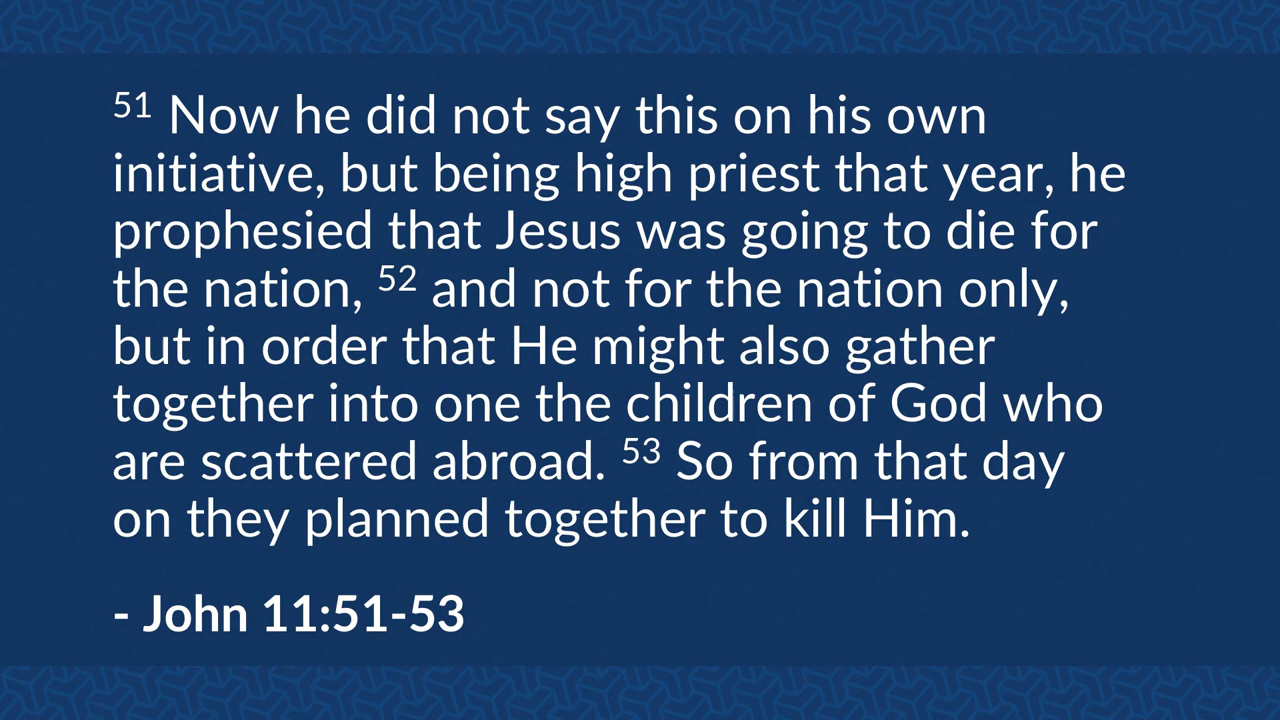 51 Now he did not say this on his own
initiative, but being high priest that year, he
prophesied that Jesus was going to die for
the nation, 52 and not for the nation only,
but in order that He might also gather
together into one the children of God who
are scattered abroad. 53 So from that day
on they planned together to kill Him.
- John 11:51-53